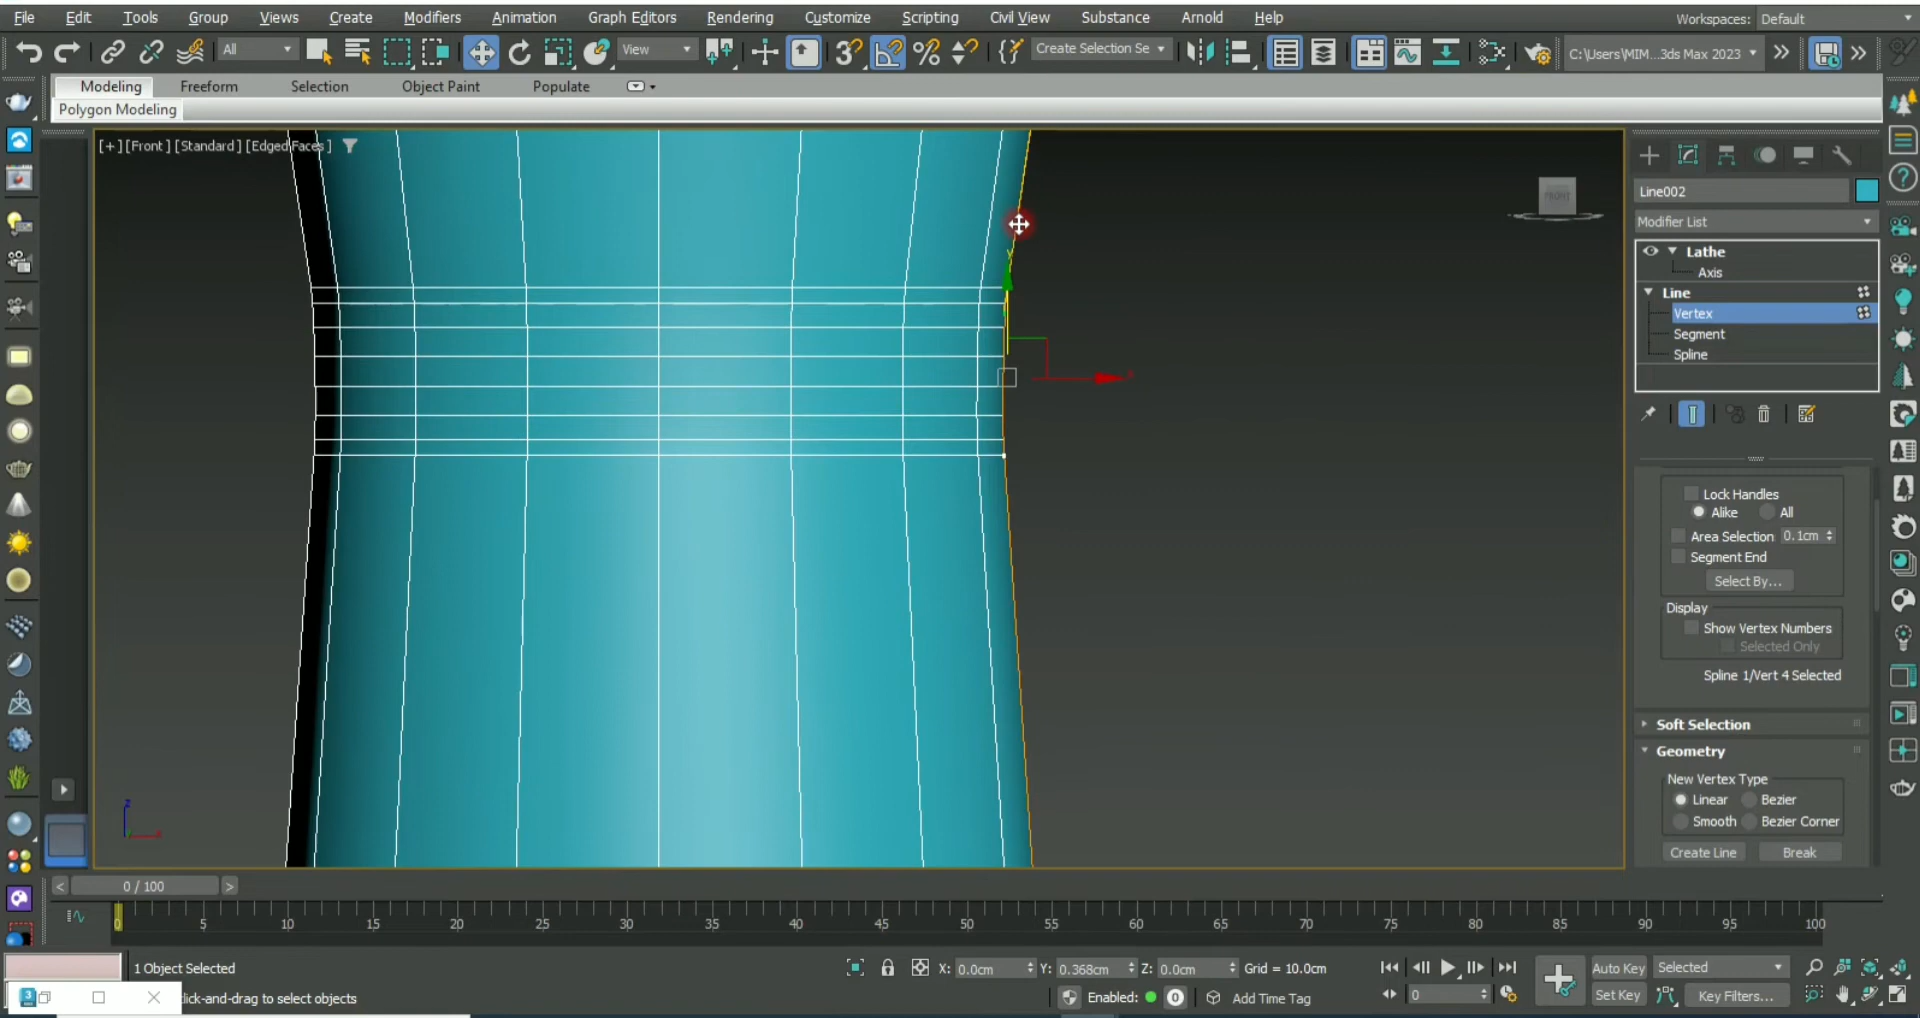 File Edit Tools Group Views Create Modifiers Animation Graph Editors Rendering Customize Scripting Civil View Substance Arnold Help Workspaces: Default
All View Create Selection Se C:\Users\MIM...3ds Max 2023
Modeling Freeform Selection Object Paint Populate
Polygon Modeling
[+] [Front ] [Standard ] [Edged Faces ]
FRONT
Line002
Modifier List
Lathe
Axis
Line
Vertex
Segment
Spline
Y
x
Lock Handles
Alike All
Area Selection 0.1cm
Segment End
Select By...
Display
Show Vertex Numbers
Selected Only
Spline 1/Vert 4 Selected
Soft Selection
Geometry
New Vertex Type
Linear Bezier
Smooth Bezier Corner
Create Line Break
z
< 0 / 100 >
0 5 10 15 20 25 30 35 40 45 50 55 60 65 70 75 80 85 90 95 100
1 Object Selected X: 0.0cm Y: 0.368cm Z: 0.0cm Grid = 10.0cm Auto Key Selected
3 lick-and-drag to select objects Enabled: 0 Add Time Tag 0 Set Key Key Filters...